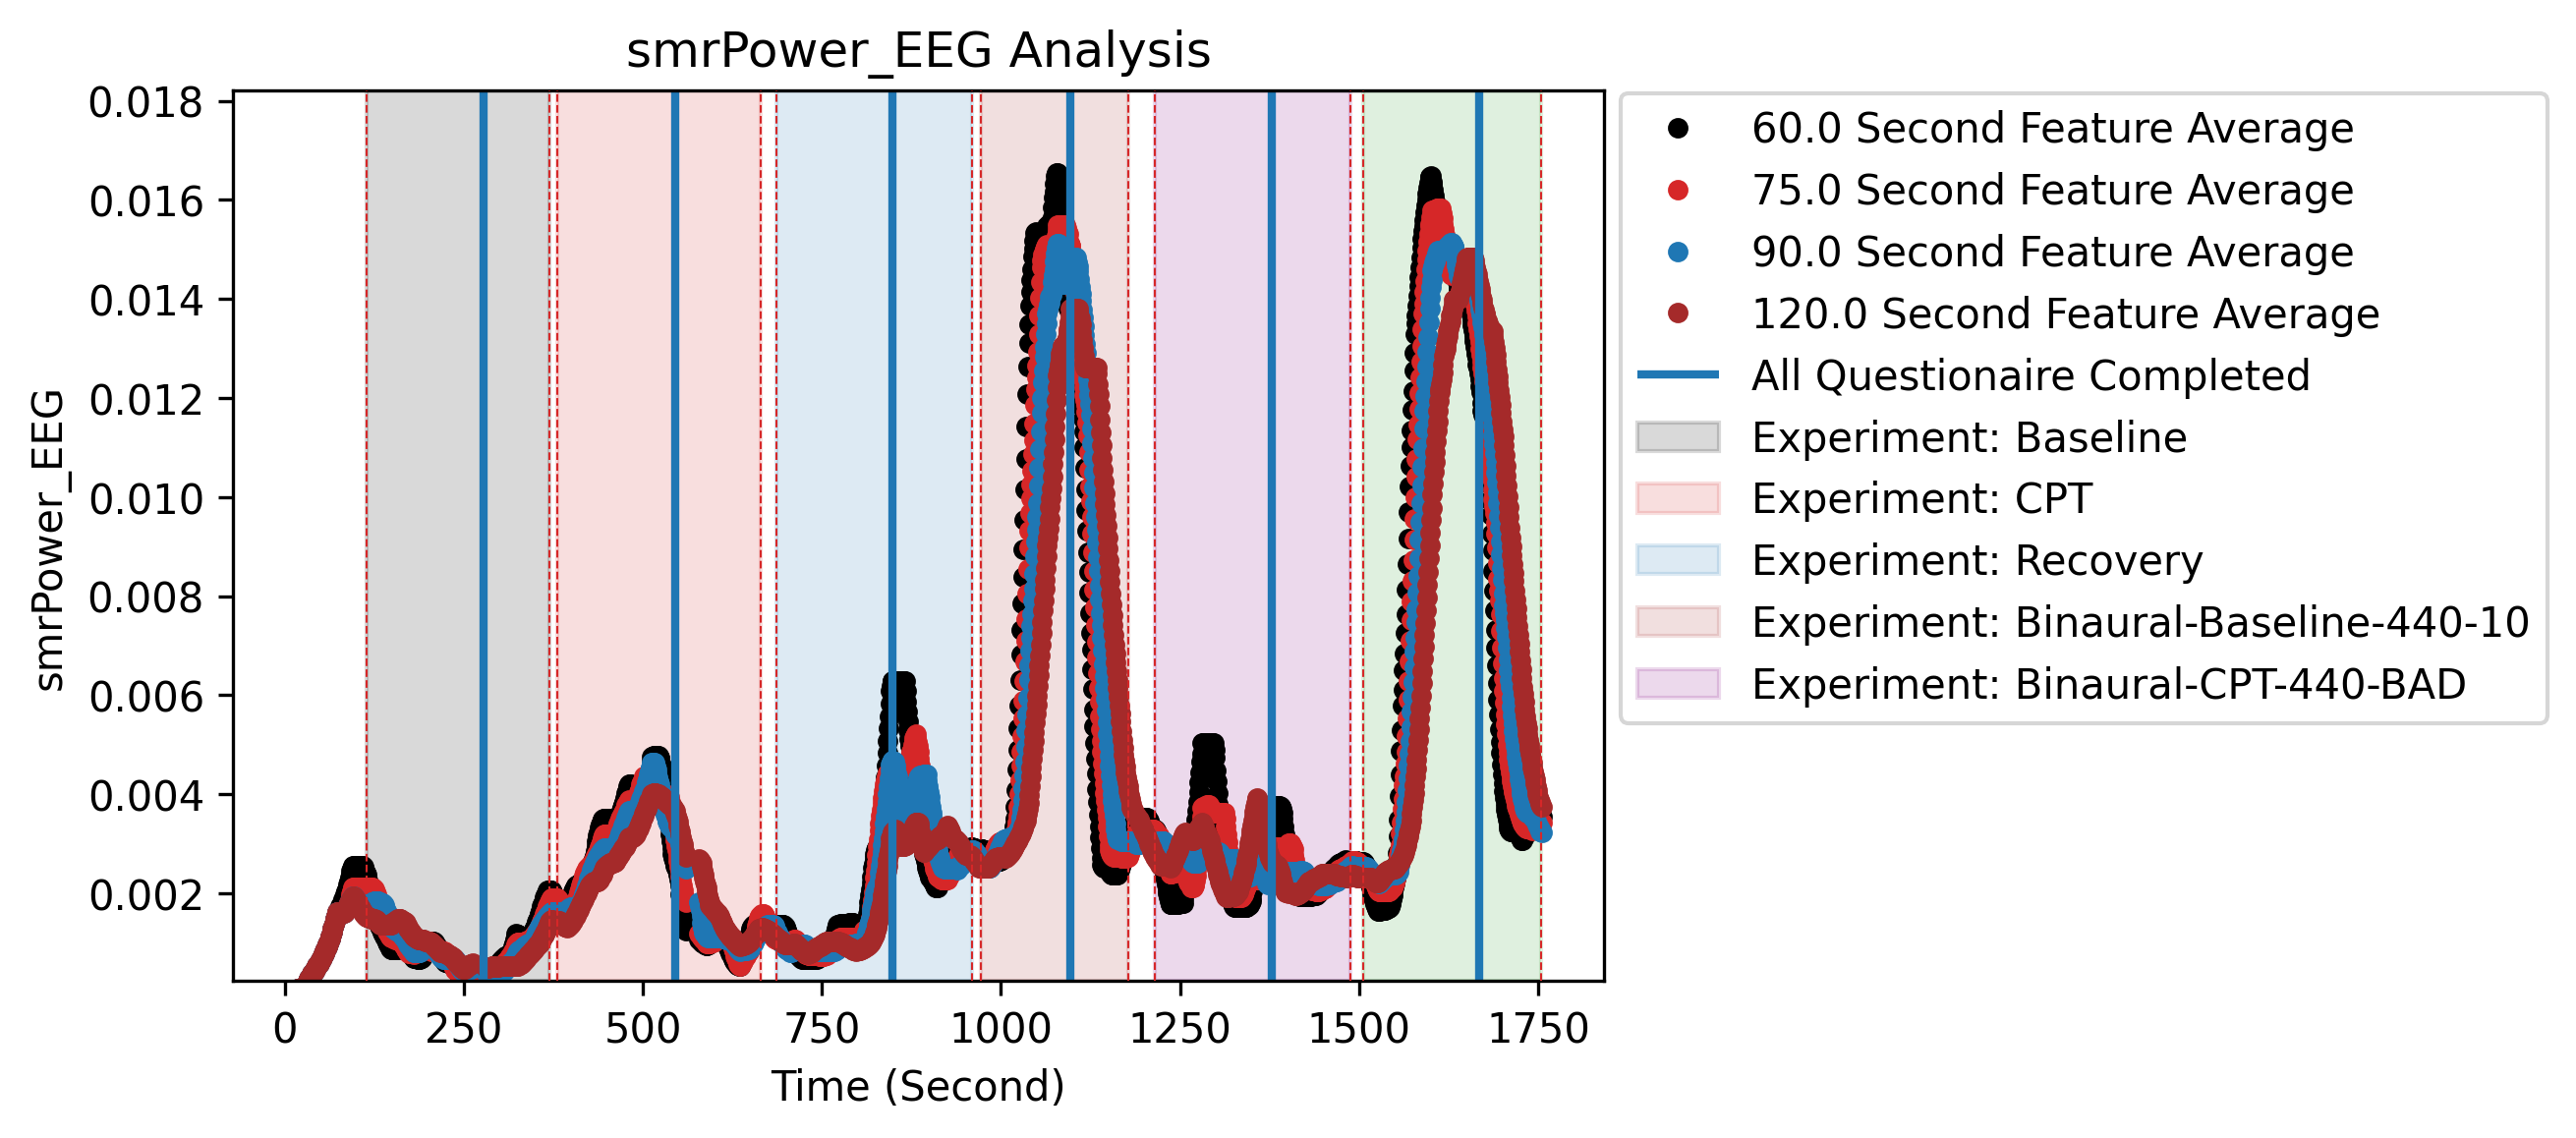 smrPower_EEG Analysis
0.018
0.016
0.014
0.012
0.010
0.008
0.006
0.004
0.002
smrPower_EEG
0 250 500 750 1000 1250 1500 1750
Time (Second)
60.0 Second Feature Average
75.0 Second Feature Average
90.0 Second Feature Average
120.0 Second Feature Average
All Questionaire Completed
Experiment: Baseline
Experiment: CPT
Experiment: Recovery
Experiment: Binaural-Baseline-440-10
Experiment: Binaural-CPT-440-BAD